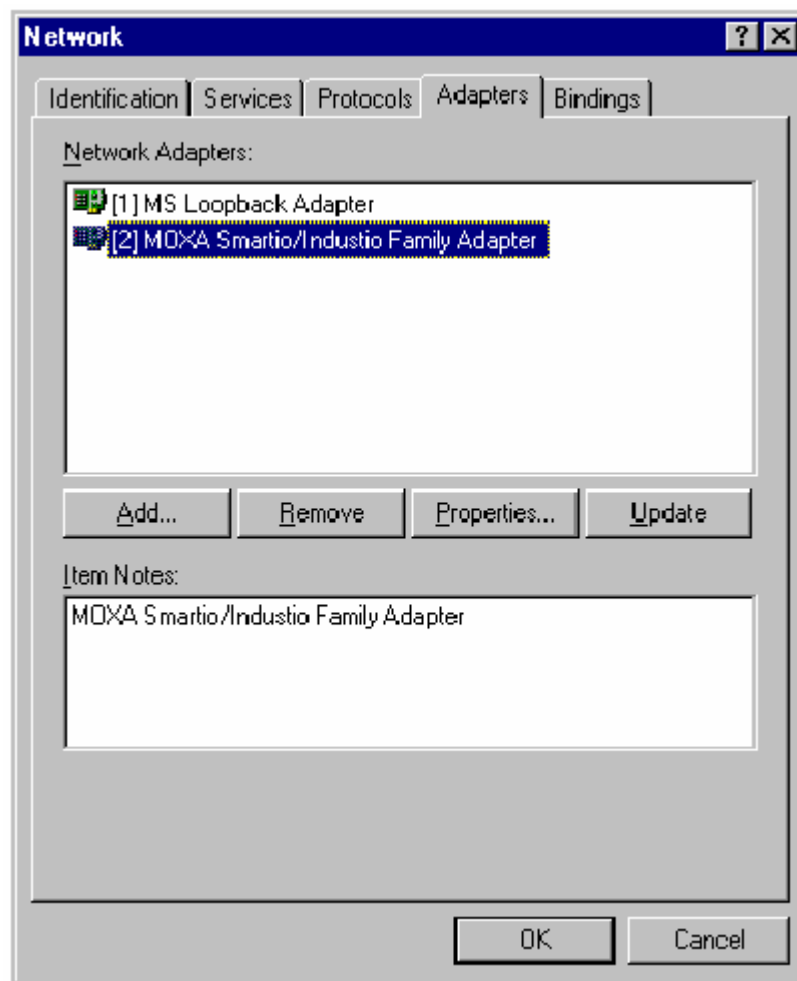 Network
Identification Services Protocols Adapters Bindings
Network Adapters:
[1] MS Loopback Adapter
[2] MOXA Smartio/Industio Family Adapter
Add... Remove Properties... Update
Item Notes:
MOXA Smartio/Industio Family Adapter
OK Cancel